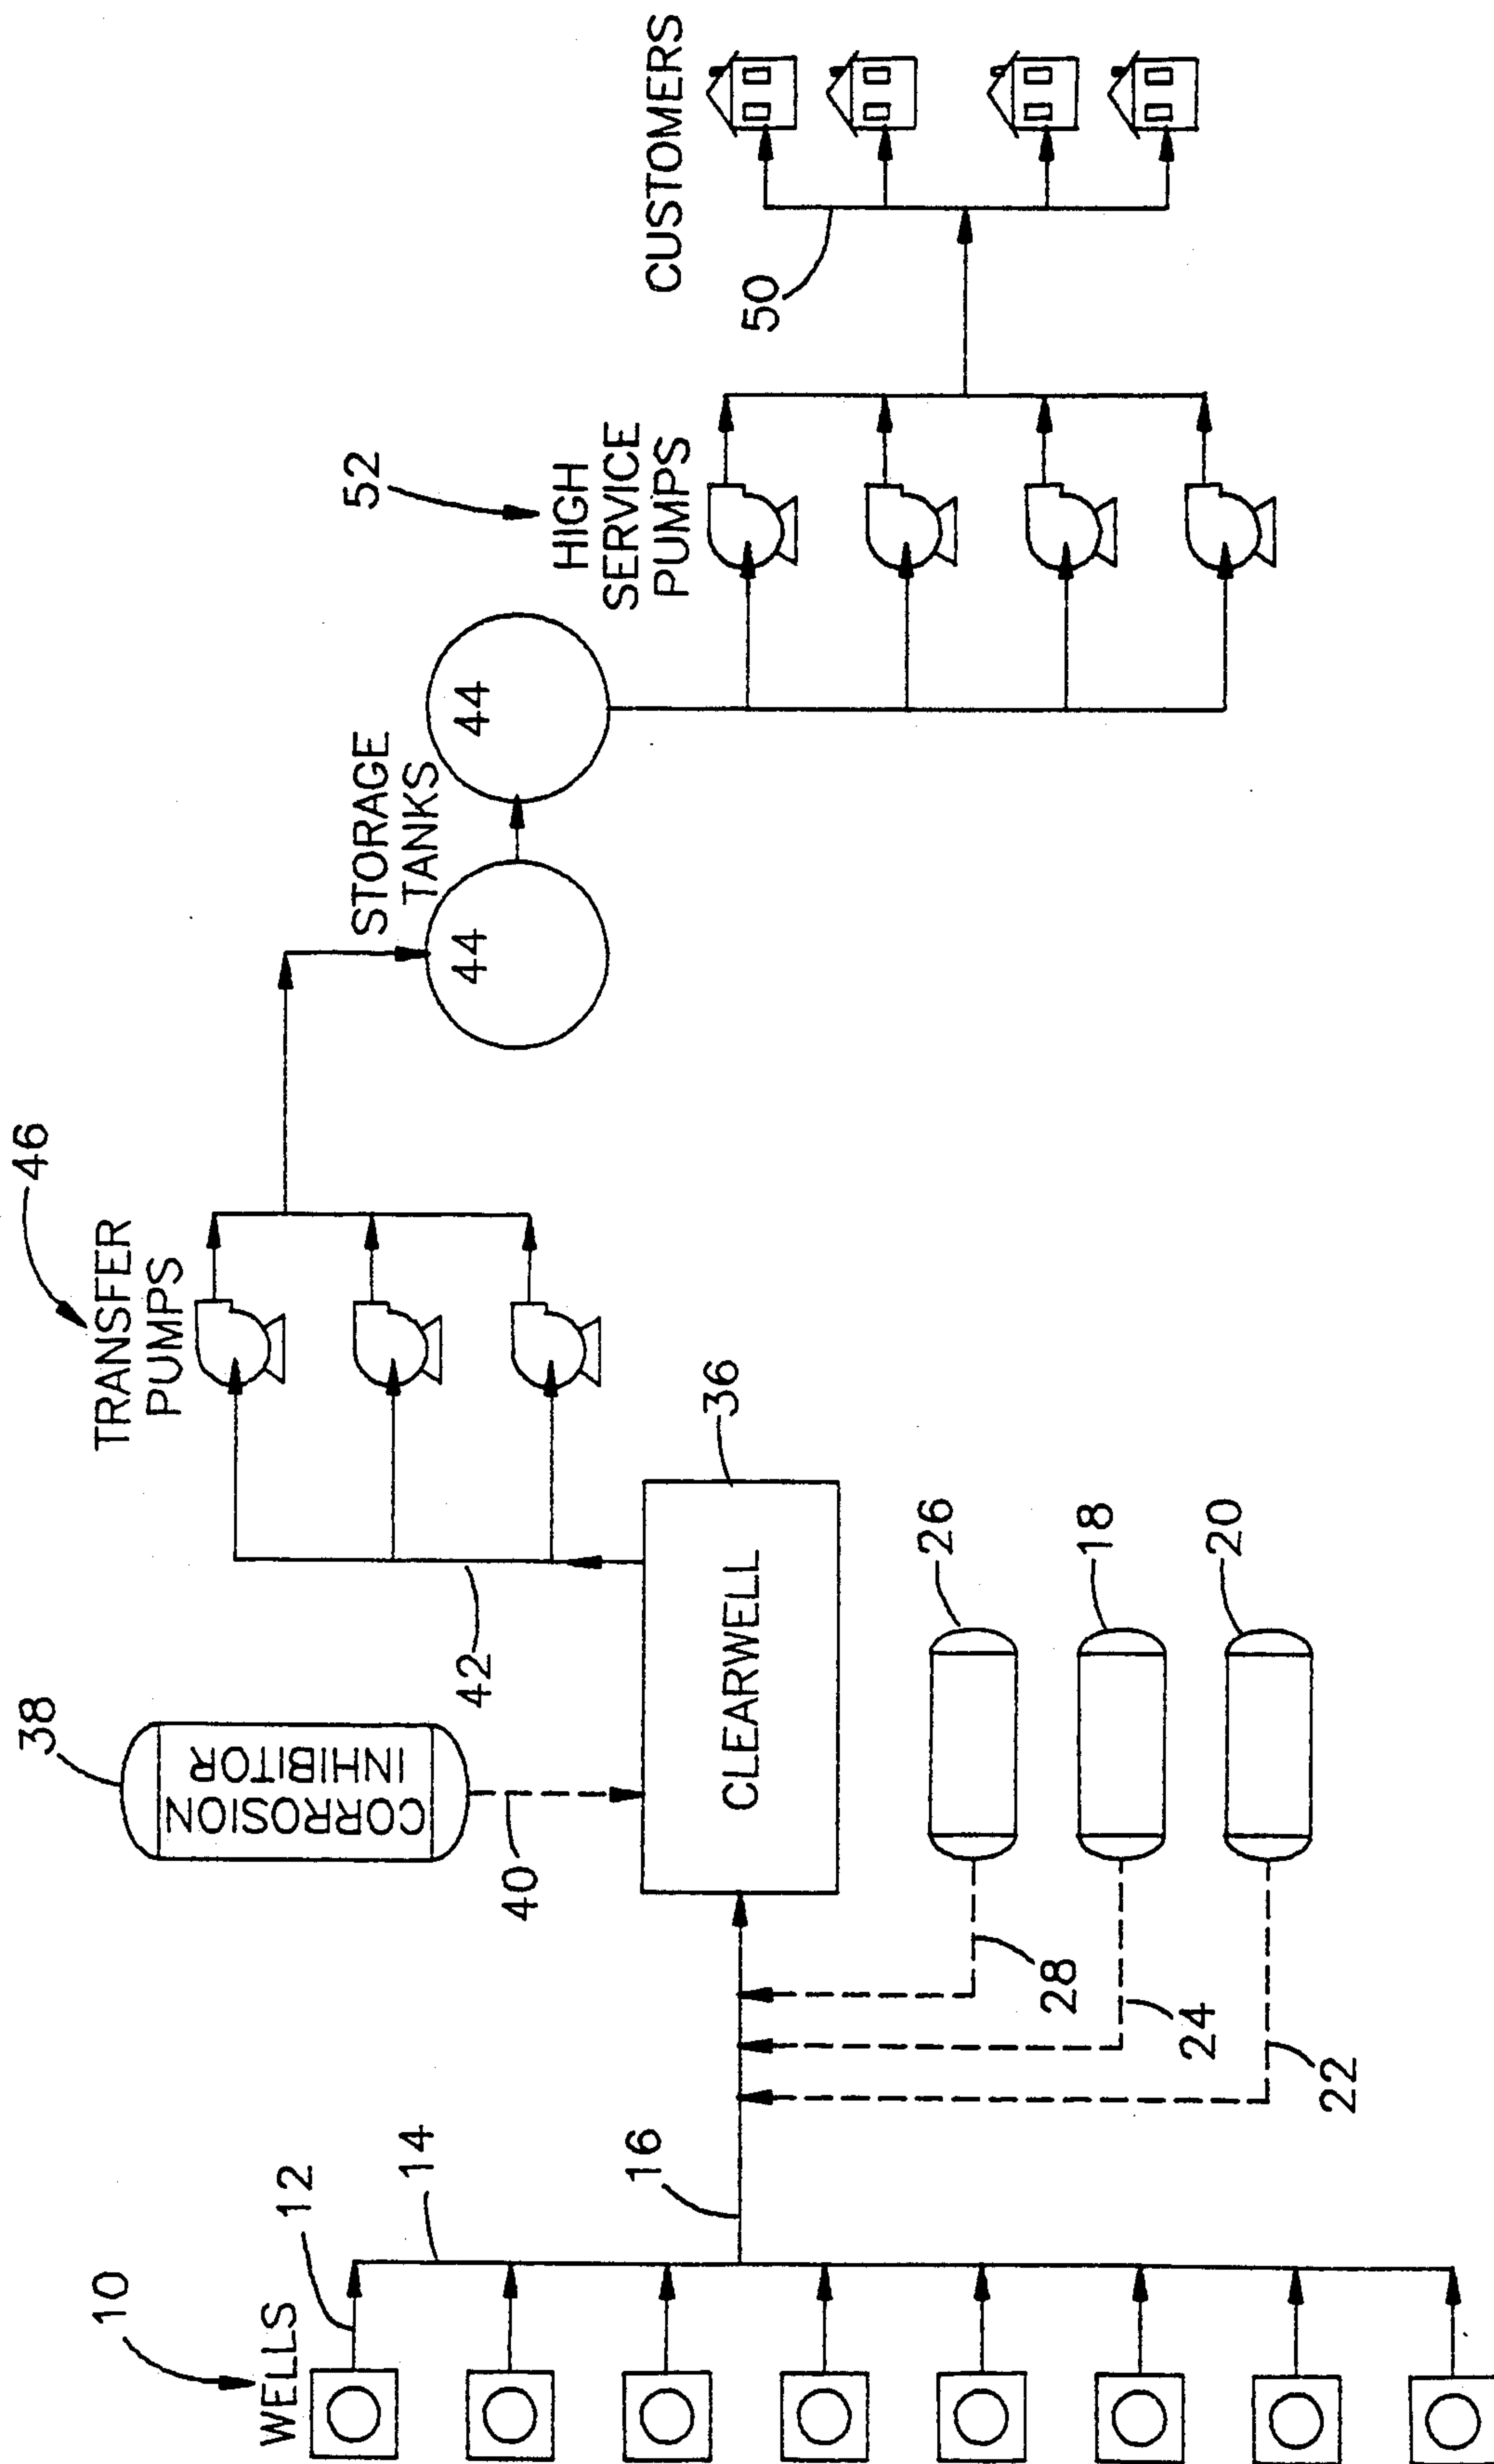 10
WELLS
12
14
16
22
24
28
20
18
26
38
CORROSION
INHIBITOR
40
CLEARWELL
36
42
46
TRANSFER
PUMPS
STORAGE
TANKS
44
44
52
HIGH
SERVICE
PUMPS
50
CUSTOMERS